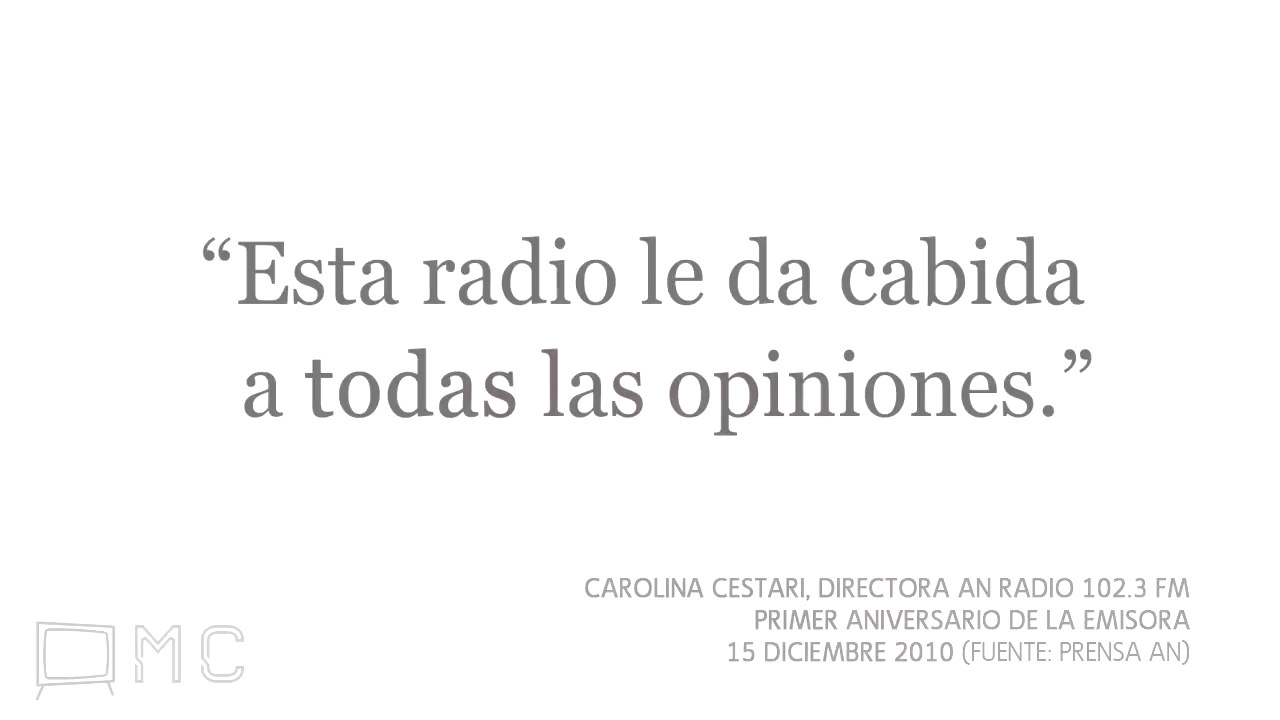 “Esta radio le da cabida
a todas las opiniones.”
CAROLINA CESTARI, DIRECTORA AN RADIO 102.3 FM
PRIMER ANIVERSARIO DE LA EMISORA
15 DICIEMBRE 2010 (FUENTE: PRENSA AN)
MC